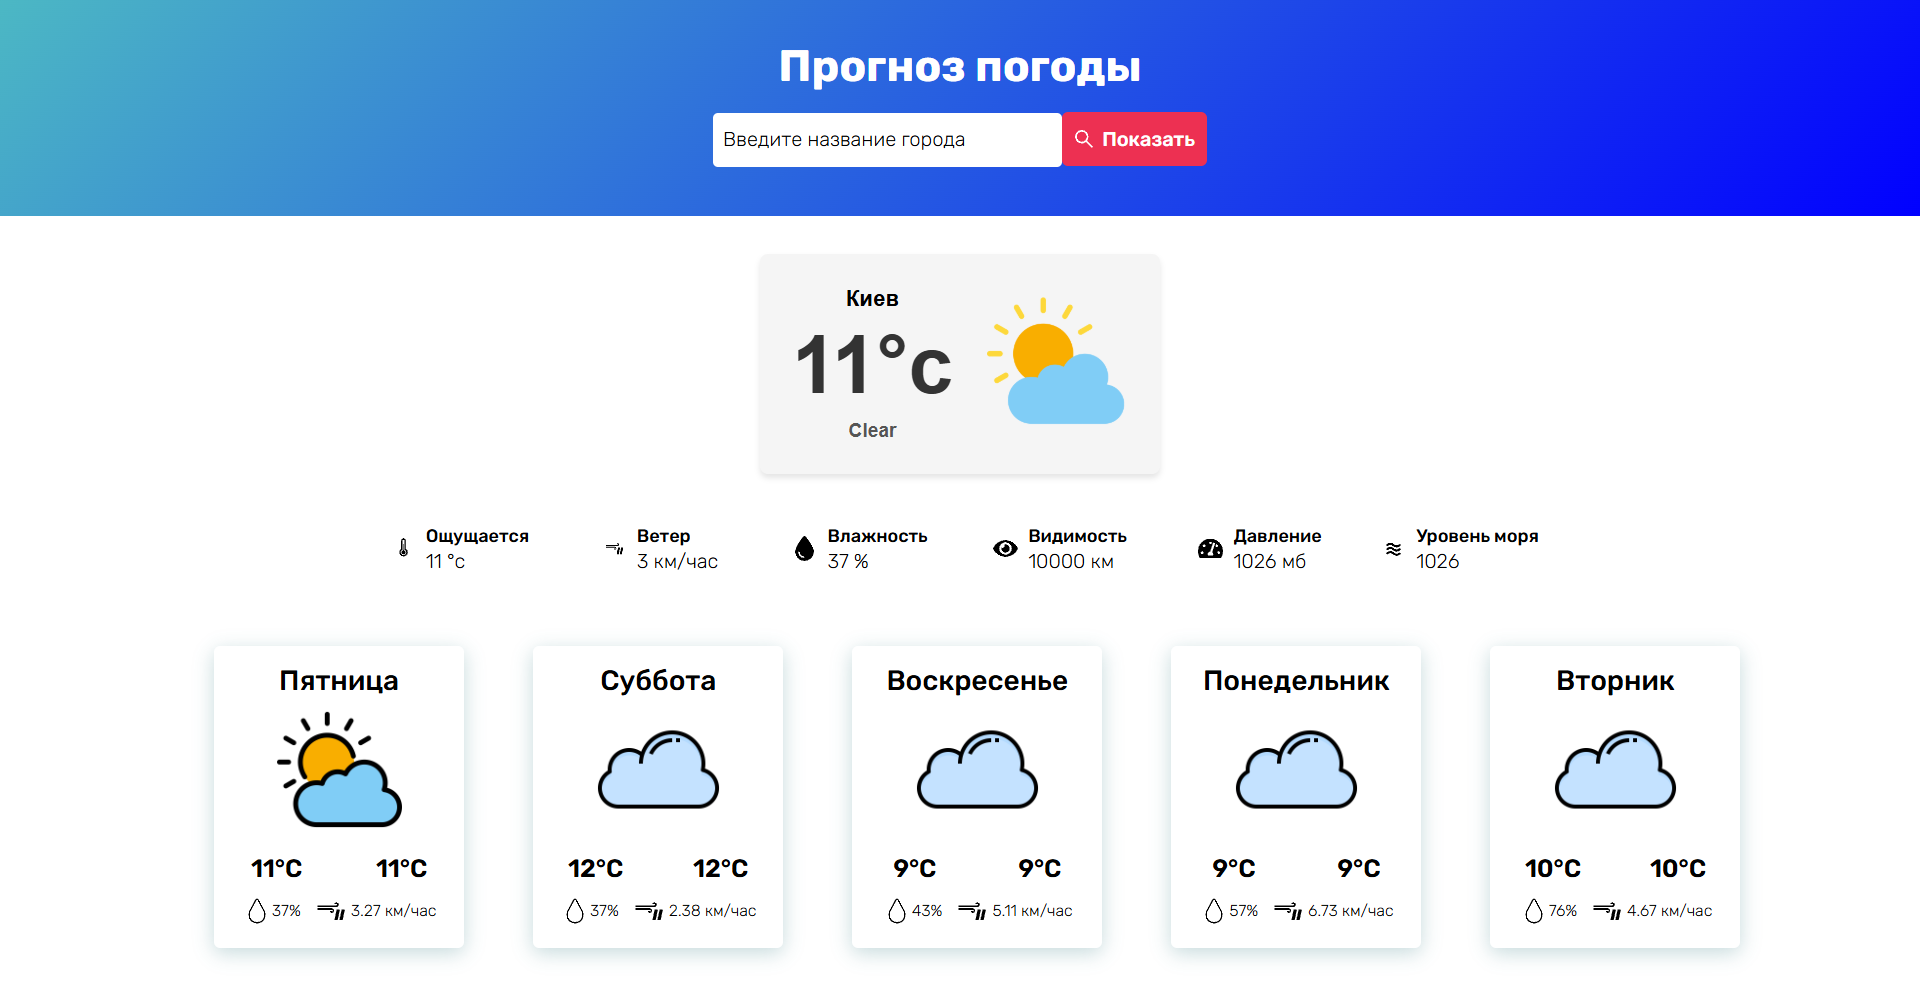 Прогноз погоды
Введите название города
Показать
Киев
11°c
Clear
Ощущается
11 °c
Ветер
3 км/час
Влажность
37 %
Видимость
10000 км
Давление
1026 мб
Уровень моря
1026
Пятница
11°C 11°C
37% 3.27 км/час
Суббота
12°C 12°C
37% 2.38 км/час
Воскресенье
9°C 9°C
43% 5.11 км/час
Понедельник
9°C 9°C
57% 6.73 км/час
Вторник
10°C 10°C
76% 4.67 км/час